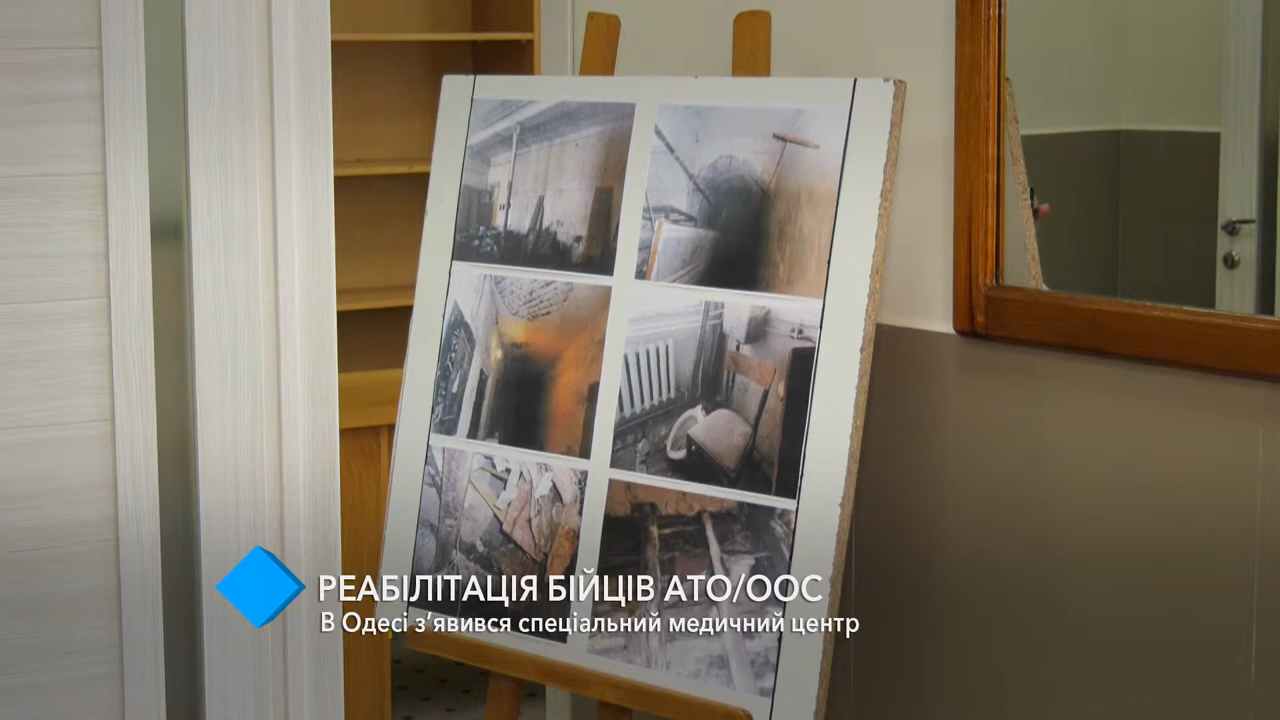 РЕАБІЛІТАЦІЯ БІЙЦІВ АТО/ООС
В Одесі з’явився спеціальний медичний центр